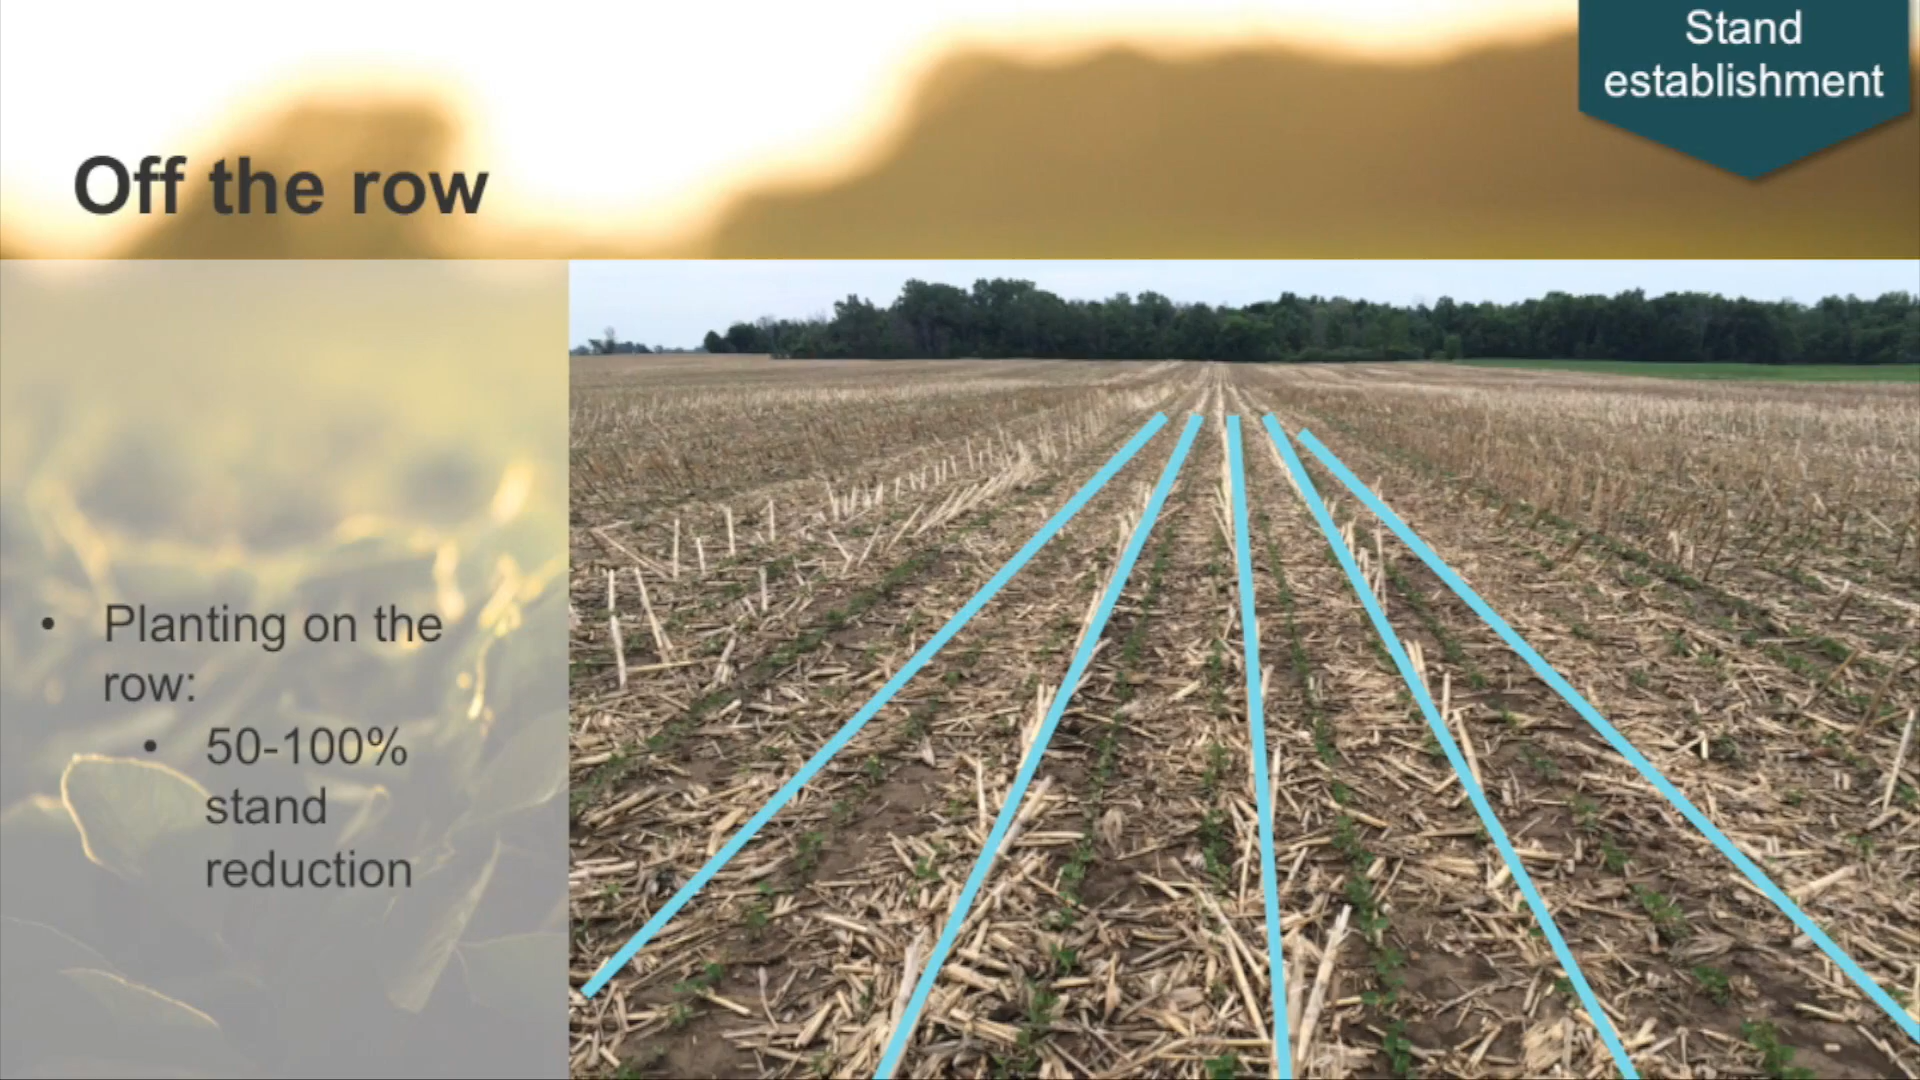 Stand
establishment
Off the row
• Planting on the
row:
• 50-100%
stand
reduction